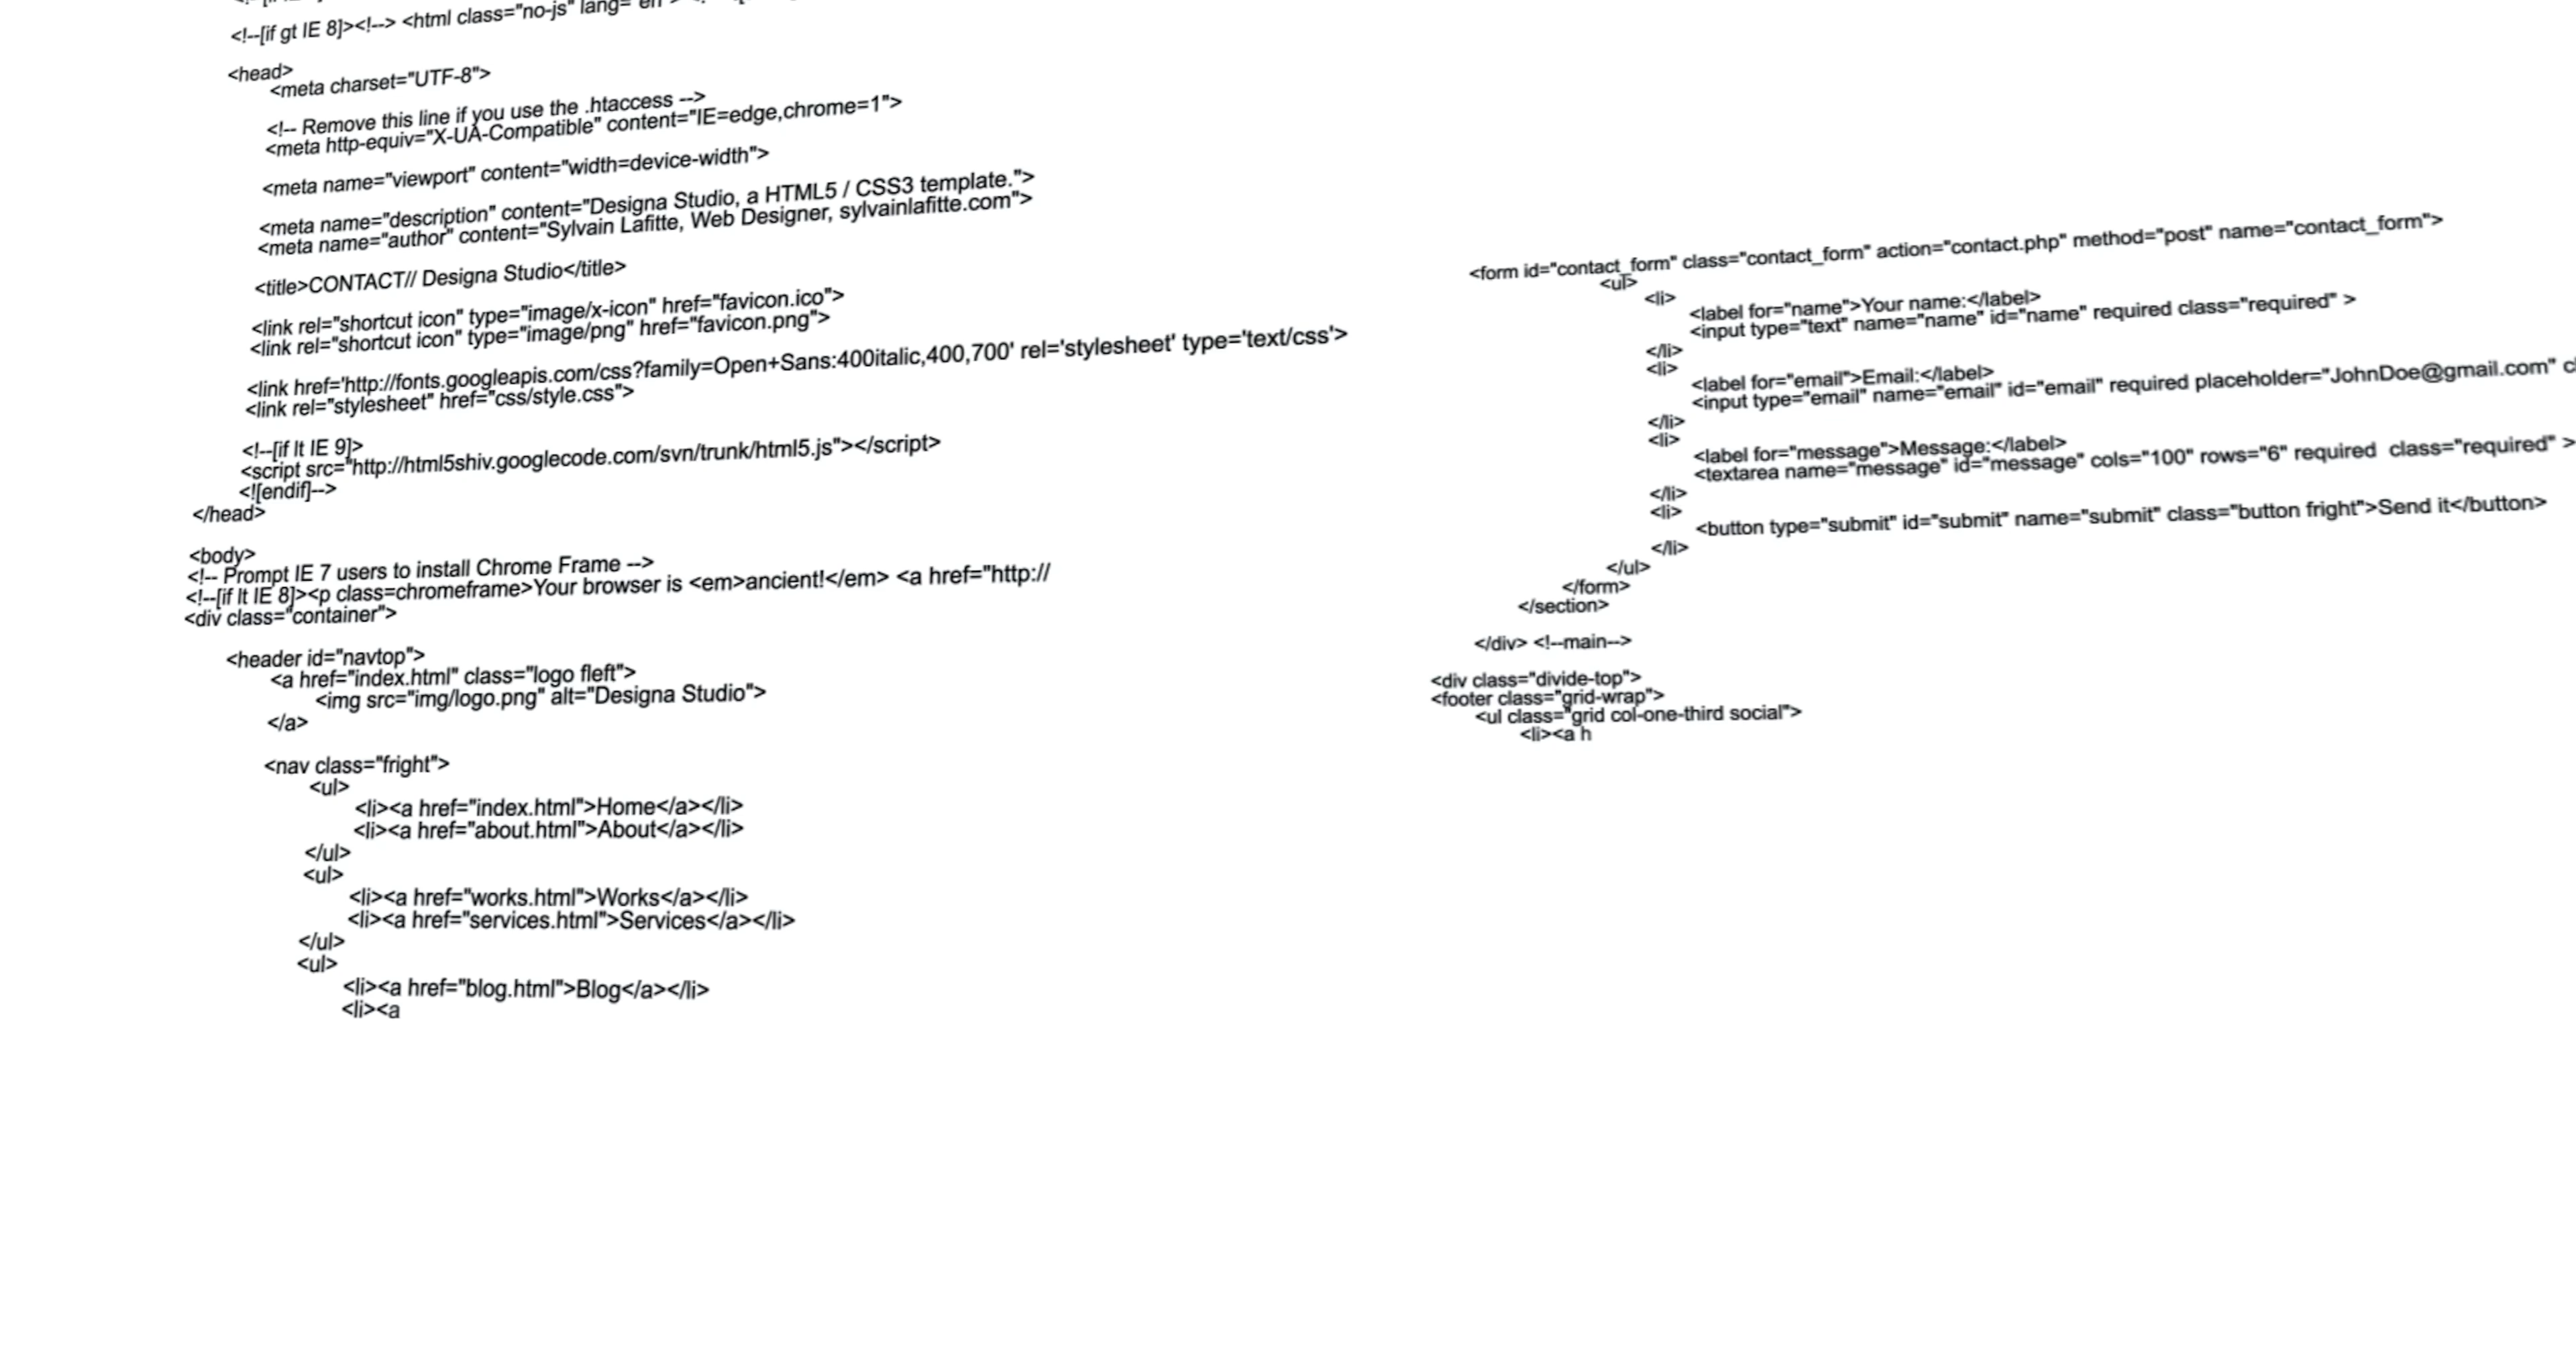 <!--[if gt IE 8]><!--> <html class="no-js" lang="en">
<head>
<meta charset="UTF-8">
<!-- Remove this line if you use the .htaccess -->
<meta http-equiv="X-UA-Compatible" content="IE=edge,chrome=1">
<meta name="viewport" content="width=device-width">
<meta name="description" content="Designa Studio, a HTML5 / CSS3 template.">
<meta name="author" content="Sylvain Lafitte, Web Designer, sylvainlafitte.com">
<title>CONTACT// Designa Studio</title>
<link rel="shortcut icon" type="image/x-icon" href="favicon.ico">
<link rel="shortcut icon" type="image/png" href="favicon.png">
<link href='http://fonts.googleapis.com/css?family=Open+Sans:400italic,400,700' rel='stylesheet' type='text/css'>
<link rel="stylesheet" href="css/style.css">
<!--[if lt IE 9]>
<script src="http://html5shiv.googlecode.com/svn/trunk/html5.js"></script>
<![endif]-->
</head>
<body>
<!-- Prompt IE 7 users to install Chrome Frame -->
<!--[if lt IE 8]><p class=chromeframe>Your browser is <em>ancient!</em> <a href="http://
<div class="container">
<header id="navtop">
<a href="index.html" class="logo fleft">
<img src="img/logo.png" alt="Designa Studio">
</a>
<nav class="fright">
<ul>
<li><a href="index.html">Home</a></li>
<li><a href="about.html">About</a></li>
</ul>
<ul>
<li><a href="works.html">Works</a></li>
<li><a href="services.html">Services</a></li>
</ul>
<ul>
<li><a href="blog.html">Blog</a></li>
<li><a
<form id="contact_form" class="contact_form" action="contact.php" method="post" name="contact_form">
<ul>
<li>
<label for="name">Your name:</label>
<input type="text" name="name" id="name" required class="required" >
</li>
<li>
<label for="email">Email:</label>
<input type="email" name="email" id="email" required placeholder="JohnDoe@gmail.com"
</li>
<li>
<label for="message">Message:</label>
<textarea name="message" id="message" cols="100" rows="6" required  class="required" >
</li>
<li>
<button type="submit" id="submit" name="submit" class="button fright">Send it</button>
</li>
</ul>
</form>
</section>
</div> <!--main-->
<div class="divide-top">
<footer class="grid-wrap">
<ul class="grid col-one-third social">
<li><a h